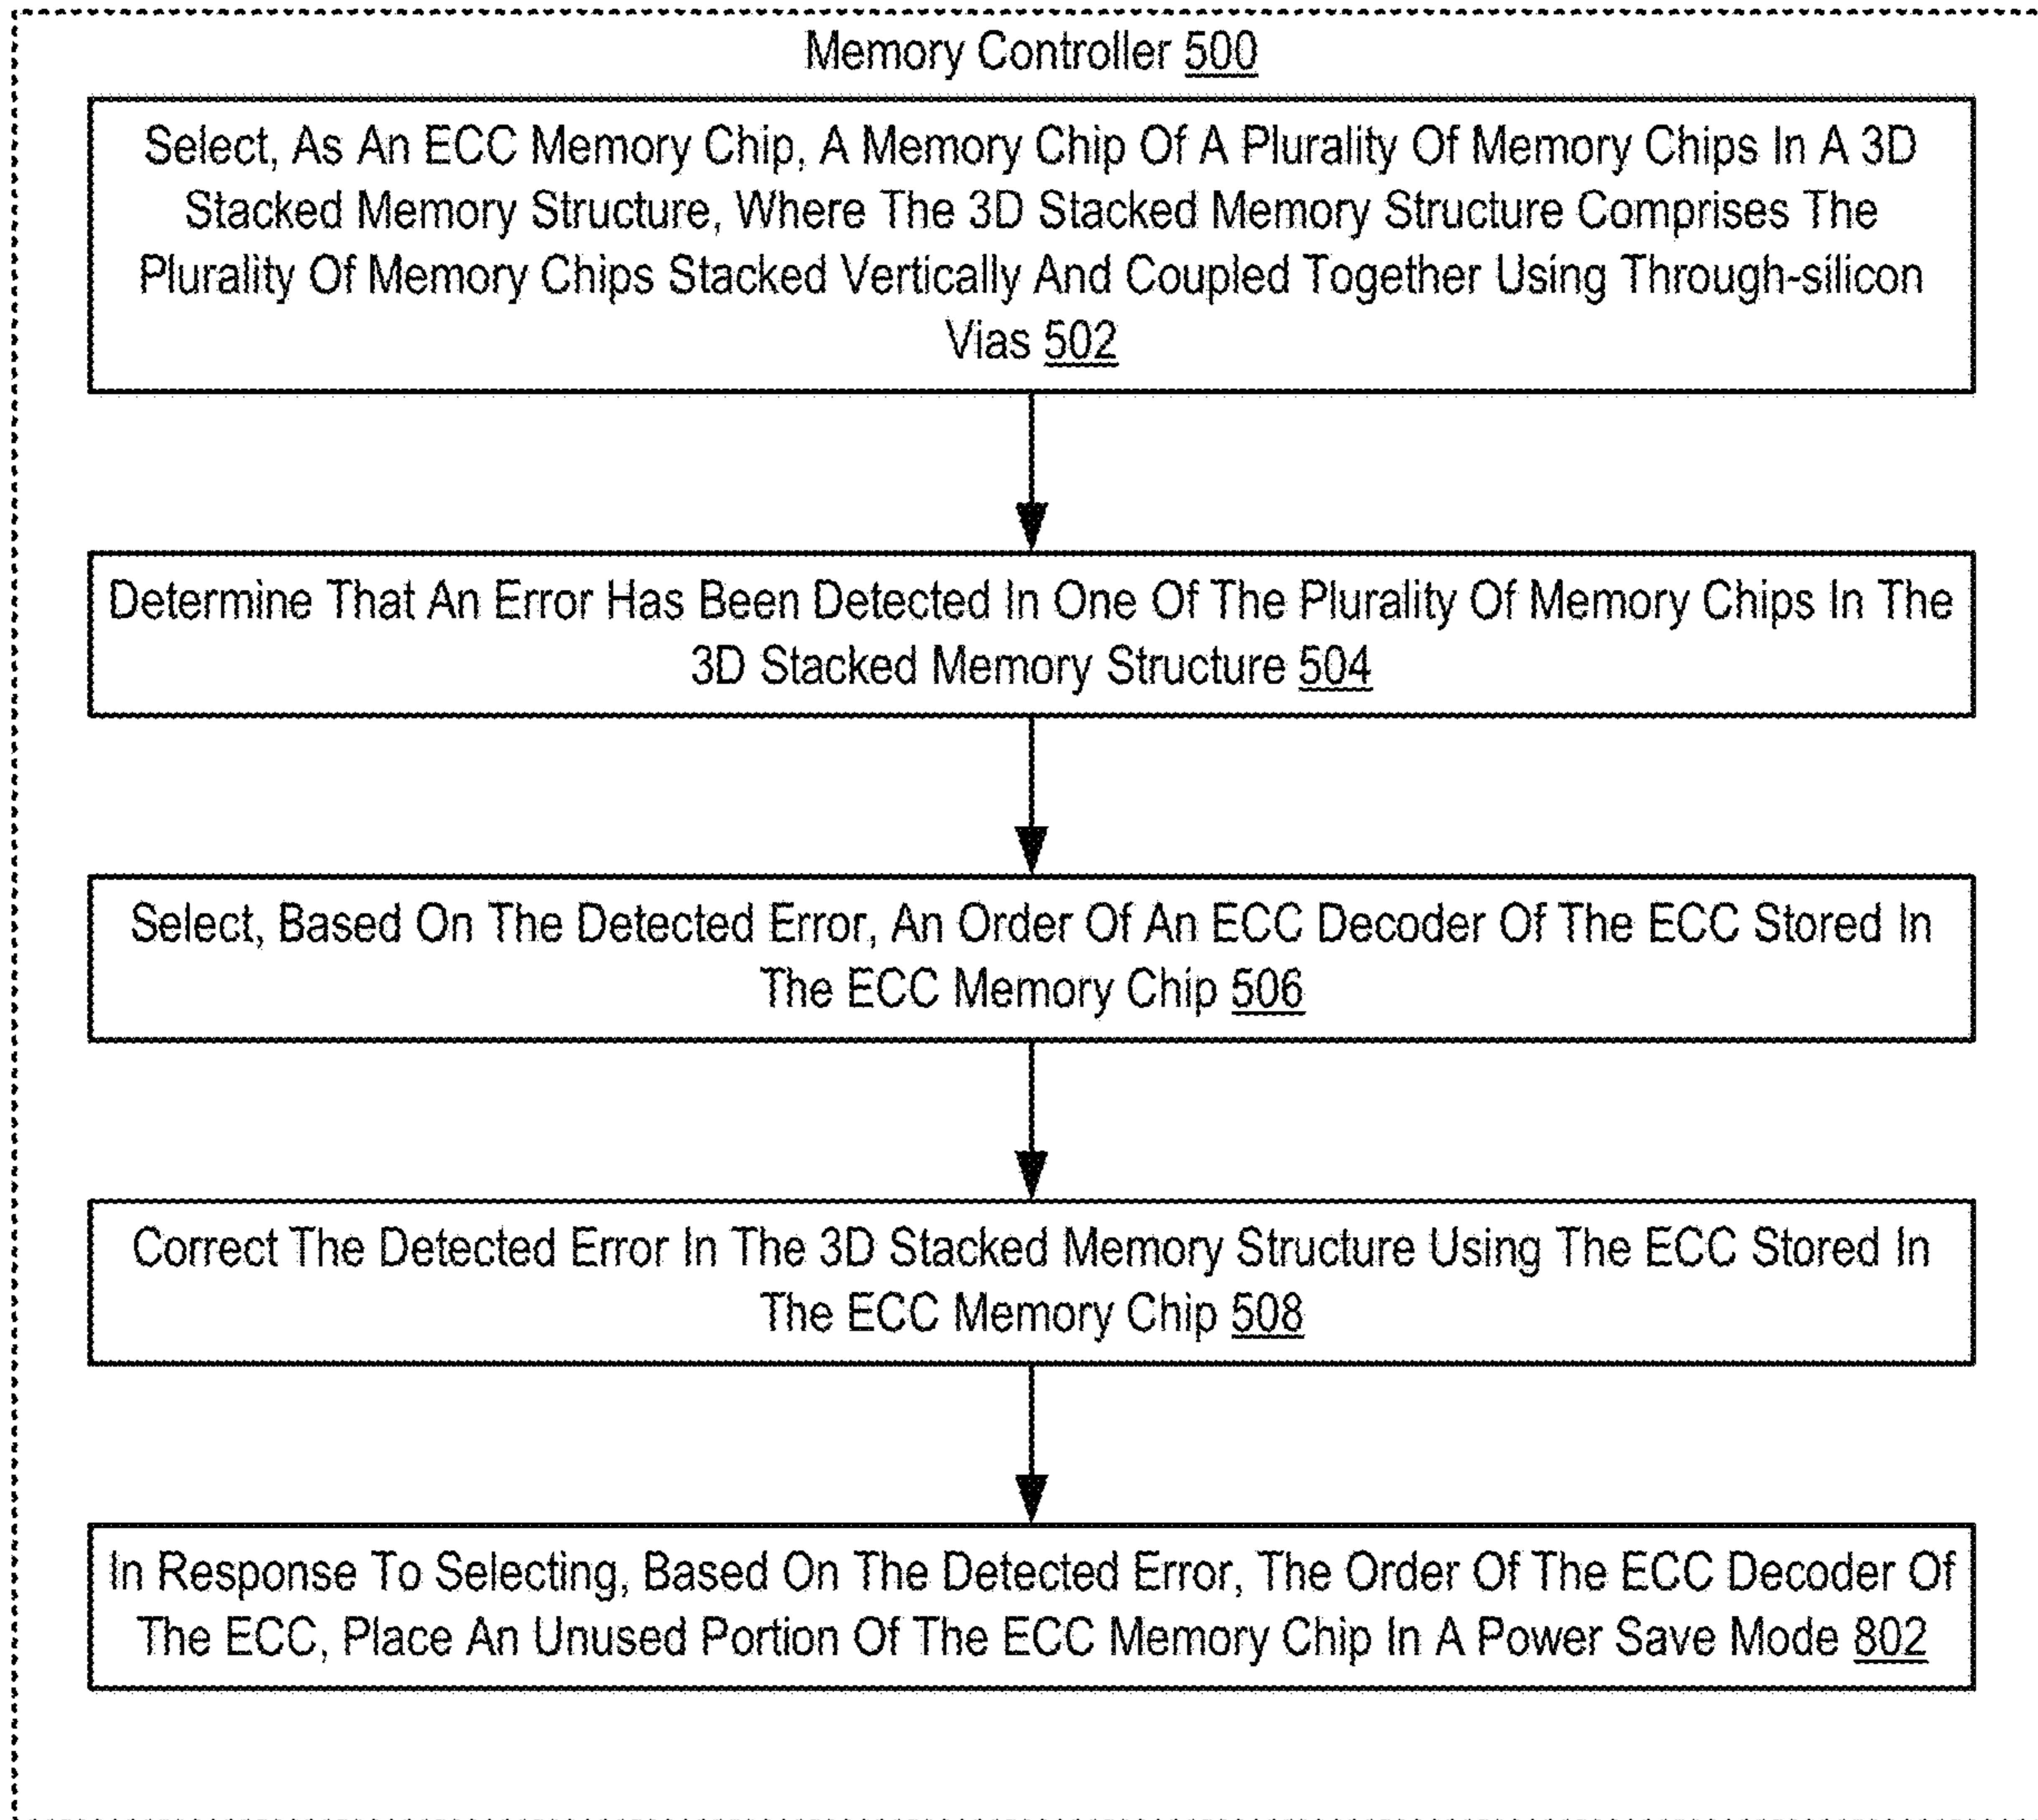 Memory Controller 500
Select, As An ECC Memory Chip, A Memory Chip Of A Plurality Of Memory Chips In A 3D
Stacked Memory Structure, Where The 3D Stacked Memory Structure Comprises The
Plurality Of Memory Chips Stacked Vertically And Coupled Together Using Through-silicon
Vias 502
Determine That An Error Has Been Detected In One Of The Plurality Of Memory Chips In The
3D Stacked Memory Structure 504
Select, Based On The Detected Error, An Order Of An ECC Decoder Of The ECC Stored In
The ECC Memory Chip 506
Correct The Detected Error In The 3D Stacked Memory Structure Using The ECC Stored In
The ECC Memory Chip 508
In Response To Selecting, Based On The Detected Error, The Order Of The ECC Decoder Of
The ECC, Place An Unused Portion Of The ECC Memory Chip In A Power Save Mode 802